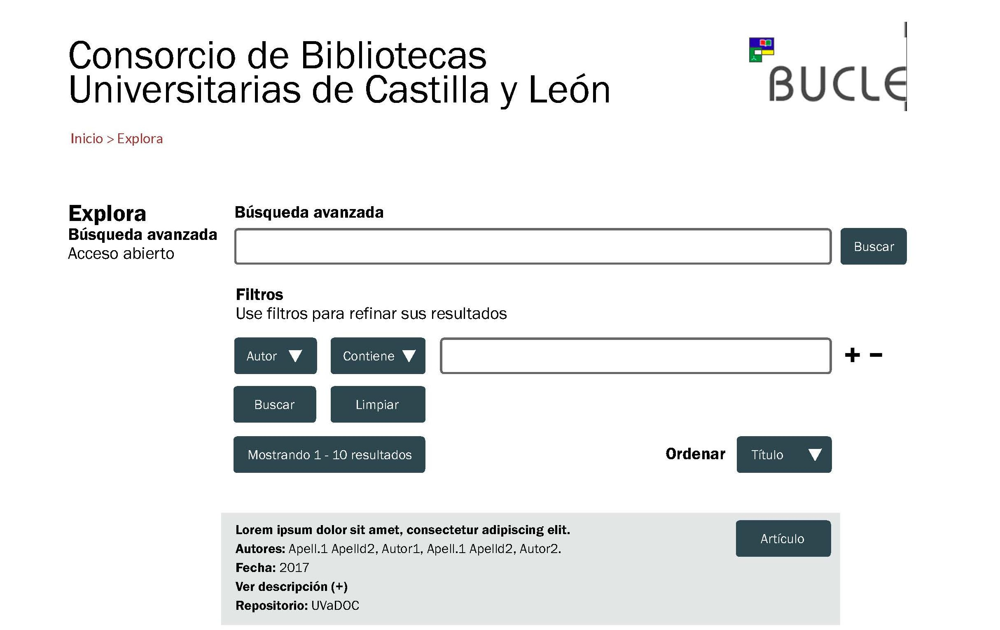 Consorcio de Bibliotecas
Universitarias de Castilla y León
BUCLE
Inicio > Explora
Explora
Búsqueda avanzada
Acceso abierto
Búsqueda avanzada
Buscar
Filtros
Use filtros para refinar sus resultados
Autor
Contiene
+ –
Buscar
Limpiar
Mostrando 1 - 10 resultados
Ordenar
Título
Lorem ipsum dolor sit amet, consectetur adipiscing elit.
Artículo
Autores: Apell.1 Apelld2, Autor1, Apell.1 Apelld2, Autor2.
Fecha: 2017
Ver descripción (+)
Repositorio: UVaDOC